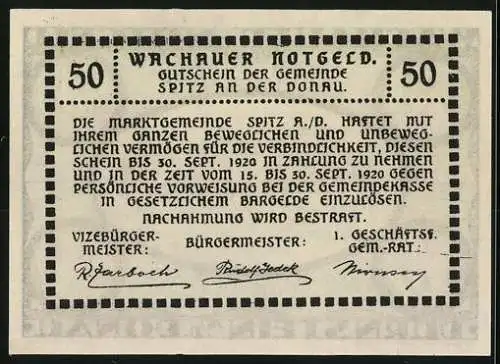 50 WACHAUER NOTGELD. 50
GUTSCHEIN DER GEMEINDE
SPITZ AN DER DONAU.
DIE MARKTGEMEINDE SPITZ A./D. HAFTET MIT
IHREM GANZEN BEWEGLICHEN UND UNBEWEG-
LICHEN VERMÖGEN FÜR DIE VERBINDLICHKEIT, DIESEN
SCHEIN BIS 30. SEPT. 1920 IN ZAHLUNG ZU NEHMEN
UND IN DER ZEIT VOM 15. BIS 30. SEPT. 1920 GEGEN
PERSÖNLICHE VORWEISUNG BEI DER GEMEINDEKASSE
IN GESETZLICHEM BARGELDE EINZULÖSEN.
NACHAHMUNG WIRD BESTRAFT.
VIZEBÜRGER-
MEISTER:
BÜRGERMEISTER:
1. GESCHÄFTSF.
GEM.-RAT: